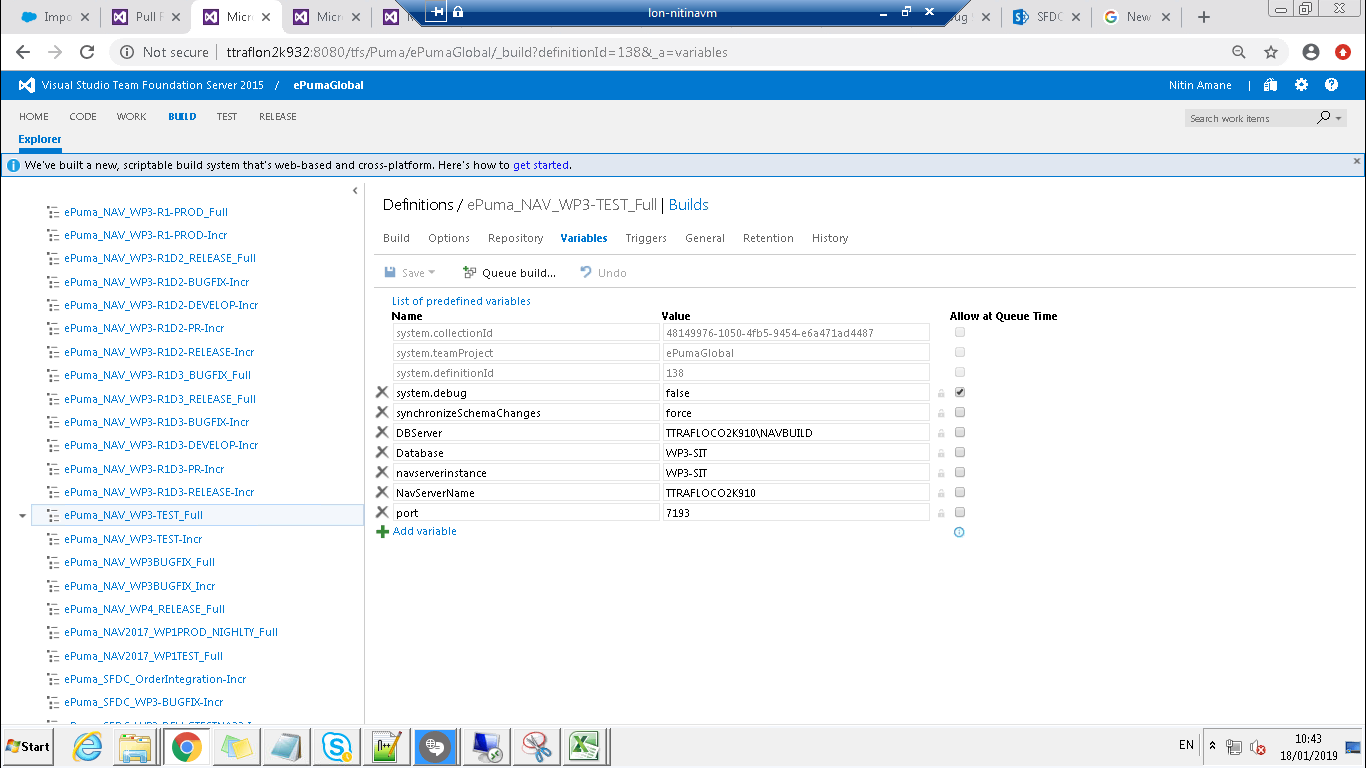 Impo
Pull F
Micro
Micro
lon-nitinavm
SFDC
New
Not secure
ttraflon2k932:8080/tfs/Puma/ePumaGlobal/_build?definitionId=138&_a=variables
Visual Studio Team Foundation Server 2015 / ePumaGlobal
Nitin Amane
HOME CODE WORK BUILD TEST RELEASE
Search work items
Explorer
We've built a new, scriptable build system that's web-based and cross-platform. Here's how to get started.
ePuma_NAV_WP3-R1-PROD_Full
ePuma_NAV_WP3-R1-PROD-Incr
ePuma_NAV_WP3-R1D2_RELEASE_Full
ePuma_NAV_WP3-R1D2-BUGFIX-Incr
ePuma_NAV_WP3-R1D2-DEVELOP-Incr
ePuma_NAV_WP3-R1D2-PR-Incr
ePuma_NAV_WP3-R1D2-RELEASE-Incr
ePuma_NAV_WP3-R1D3_BUGFIX_Full
ePuma_NAV_WP3-R1D3_RELEASE_Full
ePuma_NAV_WP3-R1D3-BUGFIX-Incr
ePuma_NAV_WP3-R1D3-DEVELOP-Incr
ePuma_NAV_WP3-R1D3-PR-Incr
ePuma_NAV_WP3-R1D3-RELEASE-Incr
ePuma_NAV_WP3-TEST_Full
ePuma_NAV_WP3-TEST-Incr
ePuma_NAV_WP3BUGFIX_Full
ePuma_NAV_WP3BUGFIX_Incr
ePuma_NAV_WP4_RELEASE_Full
ePuma_NAV2017_WP1PROD_NIGHLTY_Full
ePuma_NAV2017_WP1TEST_Full
ePuma_SFDC_OrderIntegration-Incr
ePuma_SFDC_WP3-BUGFIX-Incr
Definitions / ePuma_NAV_WP3-TEST_Full | Builds
Build Options Repository Variables Triggers General Retention History
Save Queue build... Undo
List of predefined variables
Name Value Allow at Queue Time
system.collectionId 48149976-1050-4fb5-9454-e6a471ad4487
system.teamProject ePumaGlobal
system.definitionId 138
system.debug false
synchronizeSchemaChanges force
DBServer TTRAFLOCO2K910\NAVBUILD
Database WP3-SIT
navserverinstance WP3-SIT
NavServerName TTRAFLOCO2K910
port 7193
Add variable
Start
EN
10:43
18/01/2019